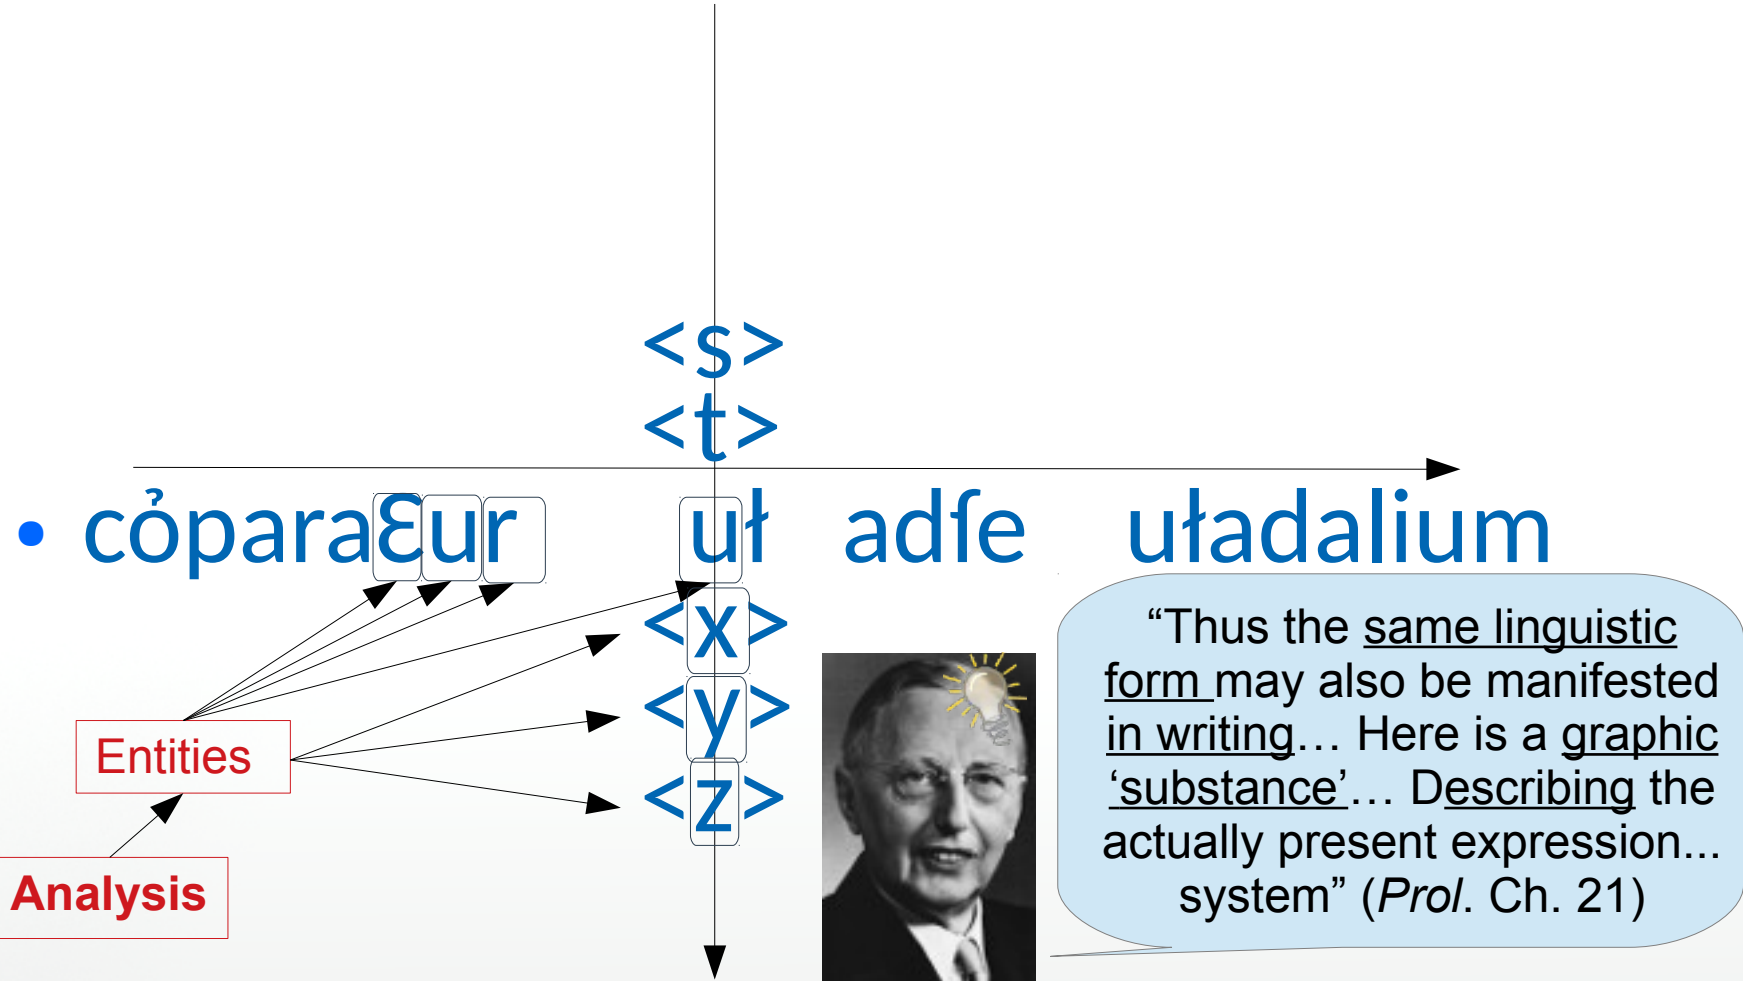 <s>
<t>
• cỏparaƐur uł adſe uładalium
<x>
<y>
<z>
Entities
Analysis
“Thus the same linguistic
form may also be manifested
in writing… Here is a graphic
‘substance’… Describing the
actually present expression...
system” (Prol. Ch. 21)